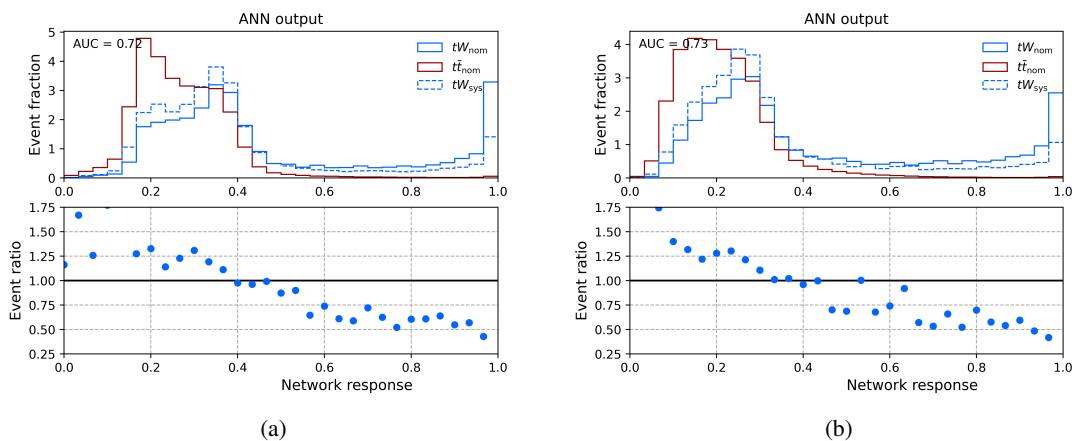 ANN output
AUC = 0.72
tW_nom
tt̄_nom
tW_sys
Event fraction
5
4
3
2
1
0
0.0 0.2 0.4 0.6 0.8 1.0
Event ratio
1.75
1.50
1.25
1.00
0.75
0.50
0.25
0.0 0.2 0.4 0.6 0.8 1.0
Network response
(a)
ANN output
AUC = 0.73
tW_nom
tt̄_nom
tW_sys
Event fraction
4
3
2
1
0
0.0 0.2 0.4 0.6 0.8 1.0
Event ratio
1.75
1.50
1.25
1.00
0.75
0.50
0.25
0.0 0.2 0.4 0.6 0.8 1.0
Network response
(b)